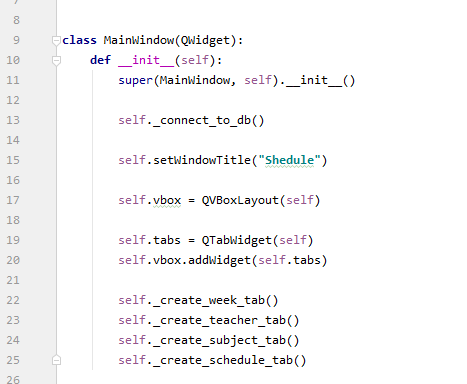 8
9 class MainWindow(QWidget):
10 def __init__(self):
11 super(MainWindow, self).__init__()
12
13 self._connect_to_db()
14
15 self.setWindowTitle("Shedule")
16
17 self.vbox = QVBoxLayout(self)
18
19 self.tabs = QTabWidget(self)
20 self.vbox.addWidget(self.tabs)
21
22 self._create_week_tab()
23 self._create_teacher_tab()
24 self._create_subject_tab()
25 self._create_schedule_tab()
26